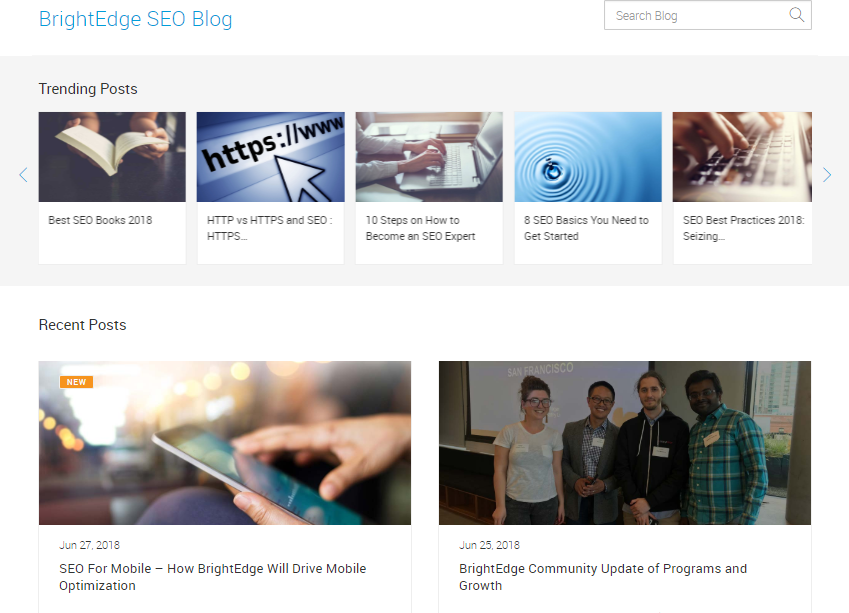 BrightEdge SEO Blog
Search Blog
Trending Posts
https://www
Best SEO Books 2018
HTTP vs HTTPS and SEO :
HTTPS...
10 Steps on How to
Become an SEO Expert
8 SEO Basics You Need to
Get Started
SEO Best Practices 2018:
Seizing...
Recent Posts
NEW
SAN FRANCISCO
Jun 27, 2018
SEO For Mobile – How BrightEdge Will Drive Mobile
Optimization
Jun 25, 2018
BrightEdge Community Update of Programs and
Growth